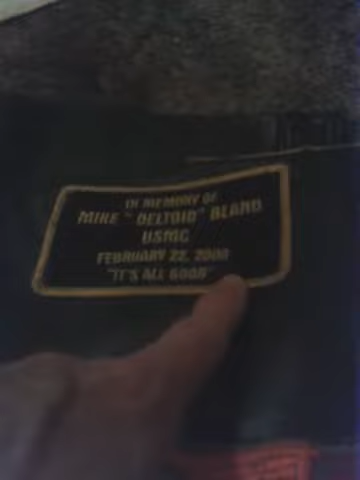 IN MEMORY OF
MIKE "DELTOID" BLAND
USMC
FEBRUARY 22, 2008
"IT'S ALL GOOD"